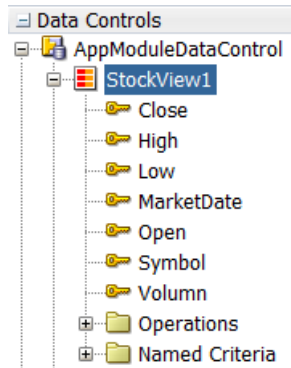 Data Controls
AppModuleDataControl
StockView1
Close
High
Low
MarketDate
Open
Symbol
Volumn
Operations
Named Criteria